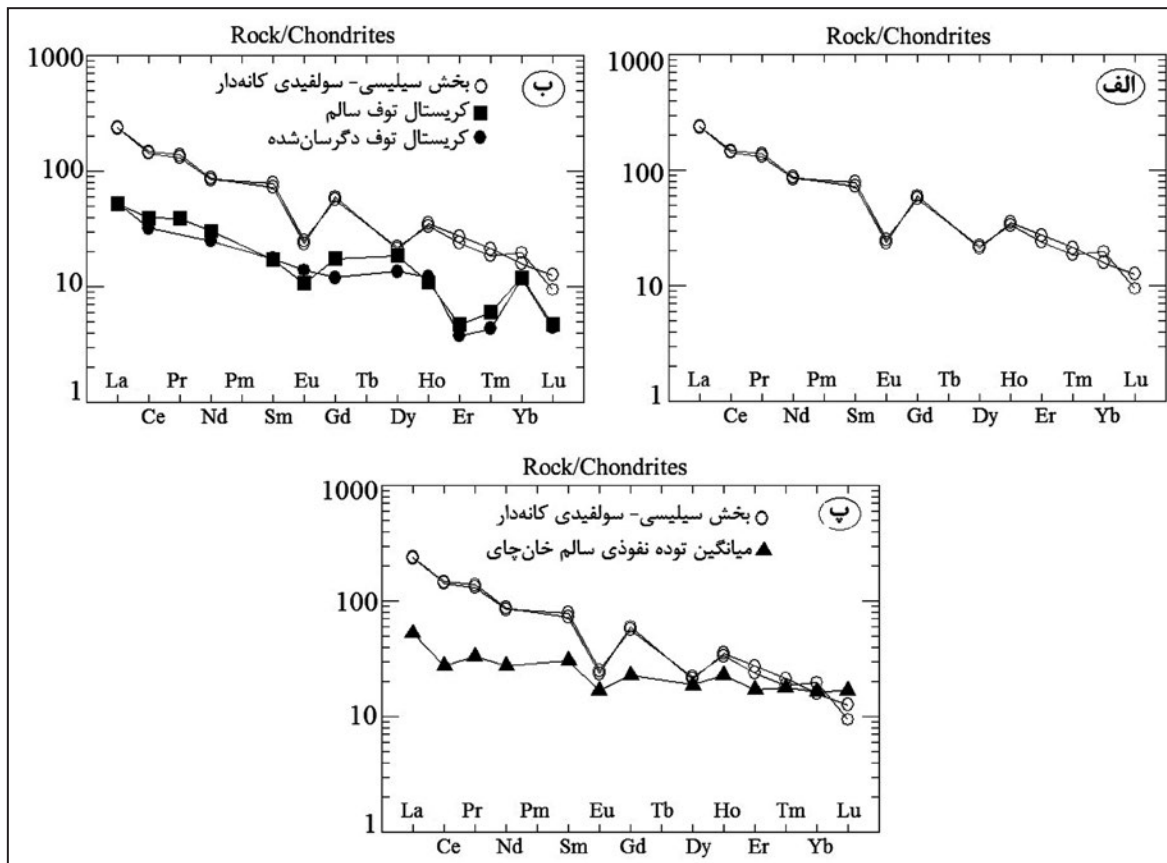 Rock/Chondrites
الف
1000
100
10
1
La Pr Pm Eu Tb Ho Tm Lu
Ce Nd Sm Gd Dy Er Yb
Rock/Chondrites
ب
1000
100
10
1
بخش سیلیسی- سولفیدی کانه‌دار
کریستال توف سالم
کریستال توف دگرسان‌شده
La Pr Pm Eu Tb Ho Tm Lu
Ce Nd Sm Gd Dy Er Yb
Rock/Chondrites
پ
1000
100
10
1
بخش سیلیسی- سولفیدی کانه‌دار
میانگین توده نفوذی سالم خان‌چای
La Pr Pm Eu Tb Ho Tm Lu
Ce Nd Sm Gd Dy Er Yb